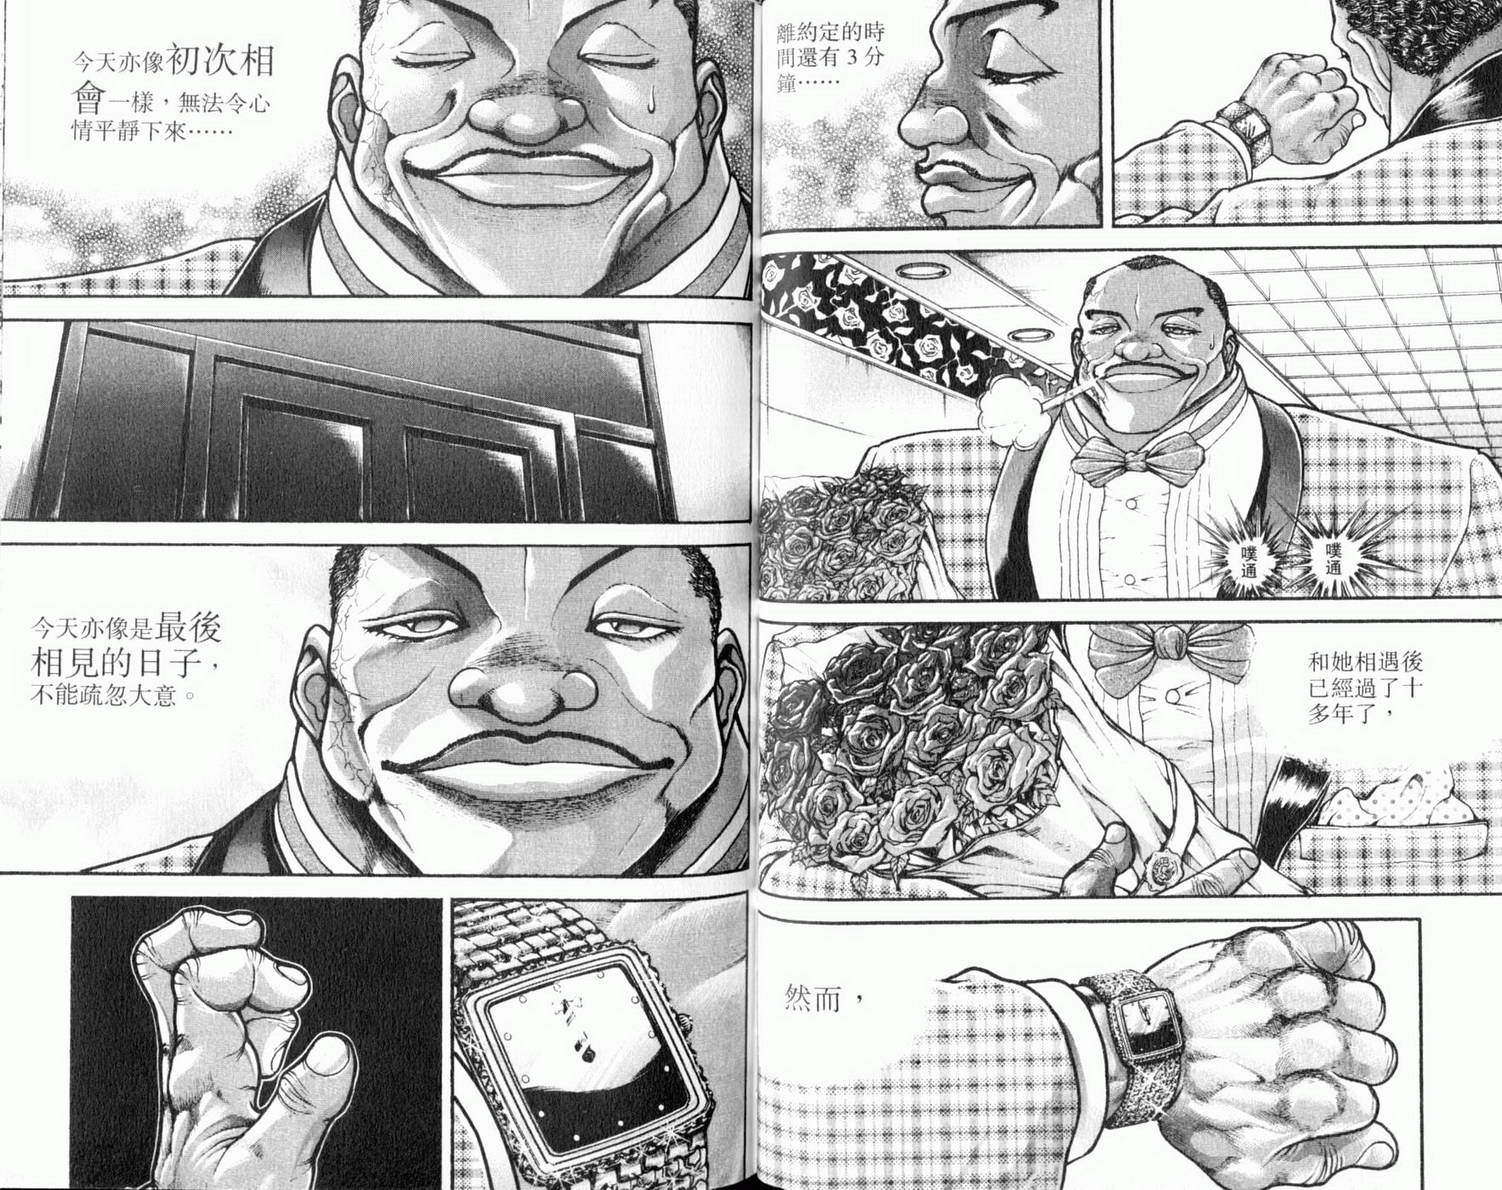 離約定的時
間還有3分
鐘⋯⋯
噗通
噗通
和她相遇後
已經過了十
多年了，
然而，
今天亦像初次相
會一樣，無法令心
情平靜下來⋯⋯
今天亦像是最後
相見的日子，
不能疏忽大意。